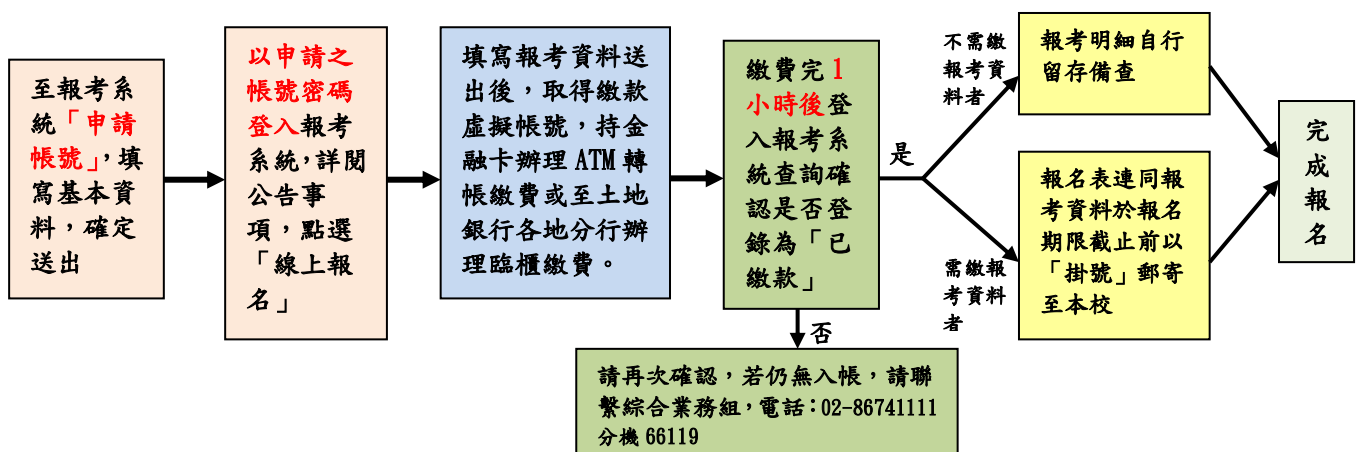 至報考系
統「申請
帳號」,填
寫基本資
料,確定
送出
以申請之
帳號密碼
登入報考
系統,詳閱
公告事
項,點選
「線上報
名」
填寫報考資料送
出後,取得繳款
虛擬帳號,持金
融卡辦理 ATM 轉
帳繳費或至土地
銀行各地分行辦
理臨櫃繳費。
繳費完 1
小時後登
入報考系
統查詢確
認是否登
錄為「已
繳款」
是
否
請再次確認,若仍無入帳,請聯
繫綜合業務組,電話:02-86741111
分機 66119
不需繳
報考資
料者
報考明細自行
留存備查
需繳報
考資料
者
報名表連同報
考資料於報名
期限截止前以
「掛號」郵寄
至本校
完
成
報
名